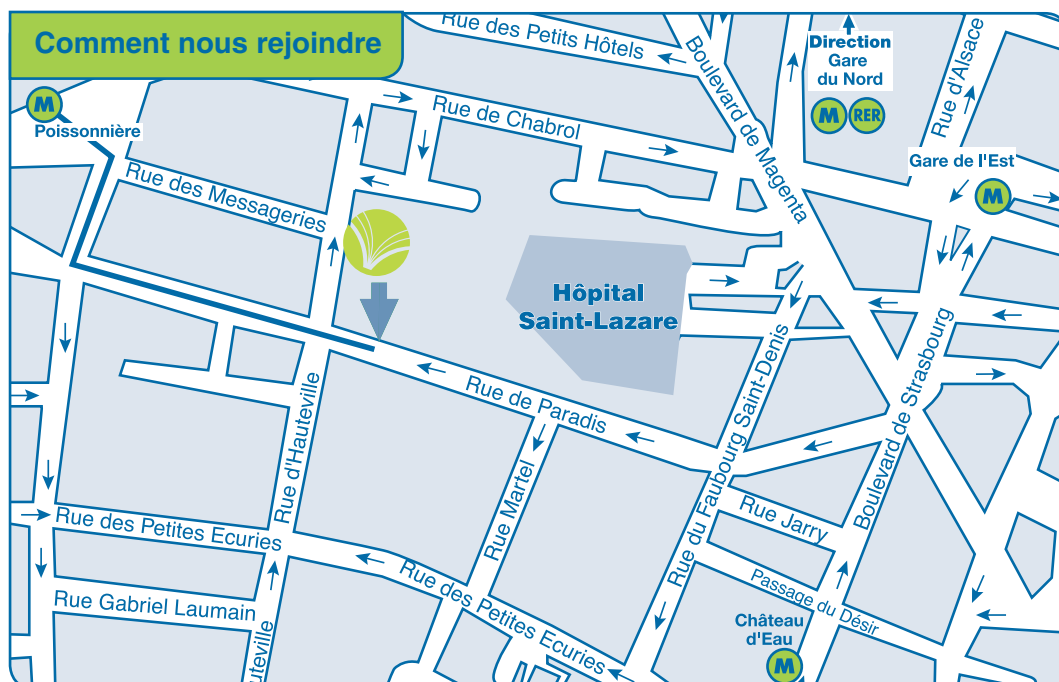 Comment nous rejoindre
Rue des Petits Hôtels
Boulevard de Magenta
Direction
Gare
du Nord
M
RER
Rue d'Alsace
M
Poissonnière
Rue de Chabrol
Gare de l'Est
M
Rue des Messageries
Hôpital
Saint-Lazare
Rue de Paradis
Rue d'Hauteville
Rue du Faubourg Saint-Denis
Boulevard de Strasbourg
Rue Martel
Rue Jarry
Rue des Petites Ecuries
Rue des Petites Ecuries
Passage du Désir
Rue Gabriel Laumain
uteville
Château
d'Eau
M